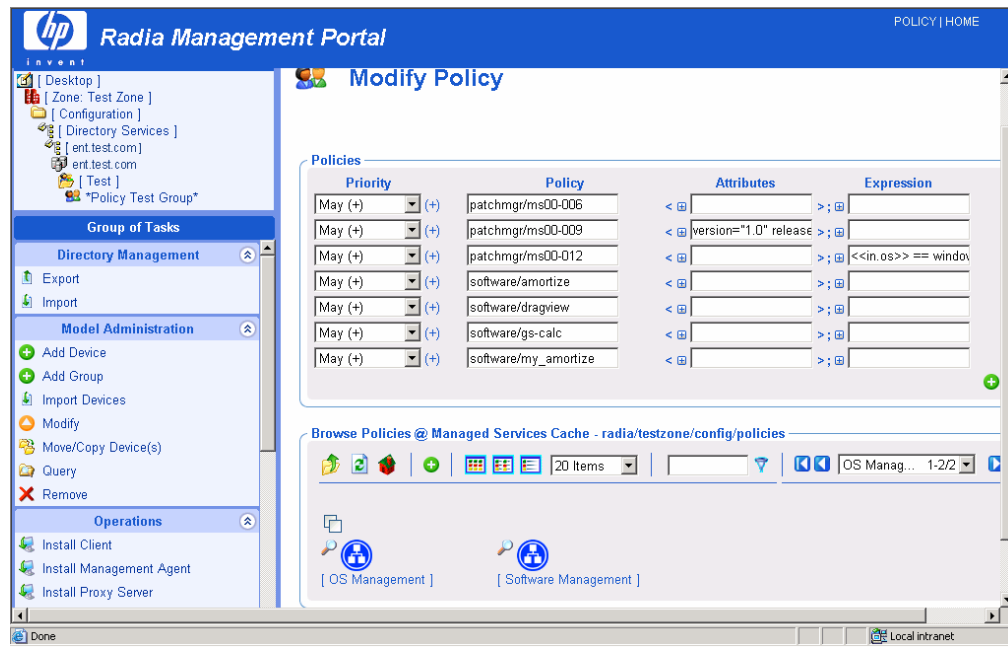 POLICY | HOME
hp
invent
Radia Management Portal
[ Desktop ]
[ Zone: Test Zone ]
[ Configuration ]
[ Directory Services ]
[ ent.test.com ]
ent.test.com
[ Test ]
*Policy Test Group*
Group of Tasks
Directory Management
Export
Import
Model Administration
Add Device
Add Group
Import Devices
Modify
Move/Copy Device(s)
Query
Remove
Operations
Install Client
Install Management Agent
Install Proxy Server
Modify Policy
Policies
Priority Policy Attributes Expression
May (+) (+) patchmgr/ms00-006 < > ;
May (+) (+) patchmgr/ms00-009 < version="1.0" release > ;
May (+) (+) patchmgr/ms00-012 < > ; <<in.os>> == window
May (+) (+) software/amortize < > ;
May (+) (+) software/dragview < > ;
May (+) (+) software/gs-calc < > ;
May (+) (+) software/my_amortize < > ;
Browse Policies @ Managed Services Cache - radia/testzone/config/policies
20 Items OS Manag... 1-2/2
[ OS Management ] [ Software Management ]
Done Local intranet